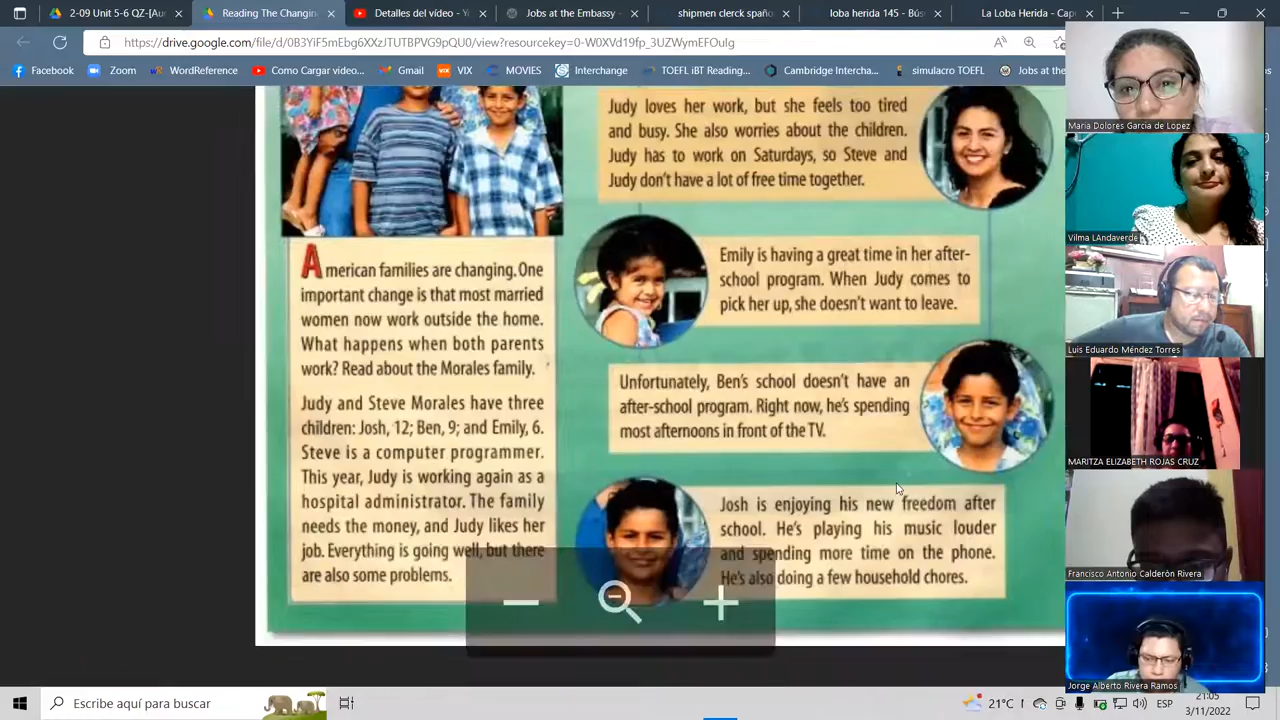 2-09 Unit 5-6 QZ-[Au
Reading The Changin
Detalles del vídeo - Yo
Jobs at the Embassy -
shipmen clerck spaño
loba herida 145 - Bús
La Loba Herida - Cap
https://drive.google.com/file/d/0B3YiF5mEbg6XXzJTUTBPVG9pQU0/view?resourcekey=0-W0XVd19fp_3UZWymEFOuIg
Facebook
Zoom
WordReference
Como Cargar video...
Gmail
VIX
MOVIES
Interchange
TOEFL iBT Reading...
Cambridge Intercha...
simulacro TOEFL
Jobs at the
Judy loves her work, but she feels too tired
and busy. She also worries about the children.
Judy has to work on Saturdays, so Steve and
Judy don't have a lot of free time together.
Emily is having a great time in her after-
school program. When Judy comes to
pick her up, she doesn't want to leave.
American families are changing. One
important change is that most married
women now work outside the home.
What happens when both parents
work? Read about the Morales family.
Judy and Steve Morales have three
children: Josh, 12; Ben, 9; and Emily, 6.
Steve is a computer programmer.
This year, Judy is working again as a
hospital administrator. The family
needs the money, and Judy likes her
job. Everything is going well, but there
are also some problems.
Unfortunately, Ben's school doesn't have an
after-school program. Right now, he's spending
most afternoons in front of the TV.
Josh is enjoying his new freedom after
school. He's playing his music louder
and spending more time on the phone.
He's also doing a few household chores.
Maria Dolores Garcia de Lopez
Vilma LAndaverde
Luis Eduardo Méndez Torres
MARITZA ELIZABETH ROJAS CRUZ
Francisco Antonio Calderón Rivera
Jorge Alberto Rivera Ramos
Escribe aquí para buscar
21°C
ESP
21:05
3/11/2022